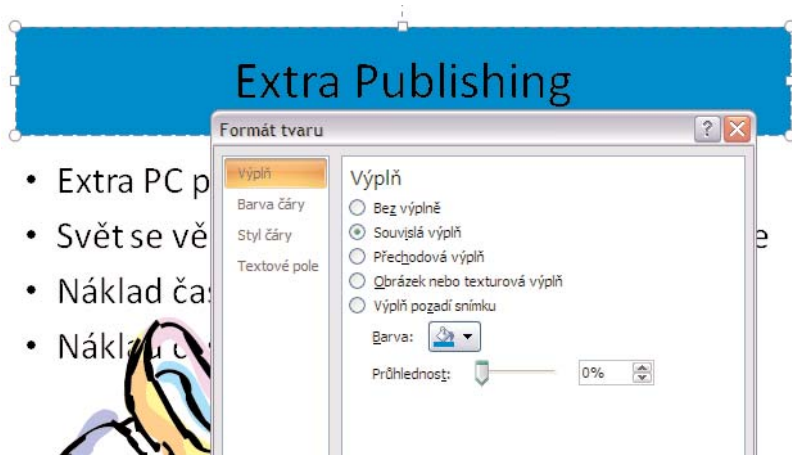 Extra Publishing
Formát tvaru
• Extra PC p
• Svět se vě
e
• Náklad ča
• Náklad
Výplň
Barva čáry
Styl čáry
Textové pole
Výplň
Bez výplně
Souvislá výplň
Přechodová výplň
Obrázek nebo texturová výplň
Výplň pozadí snímku
Barva:
Průhlednost:
0%